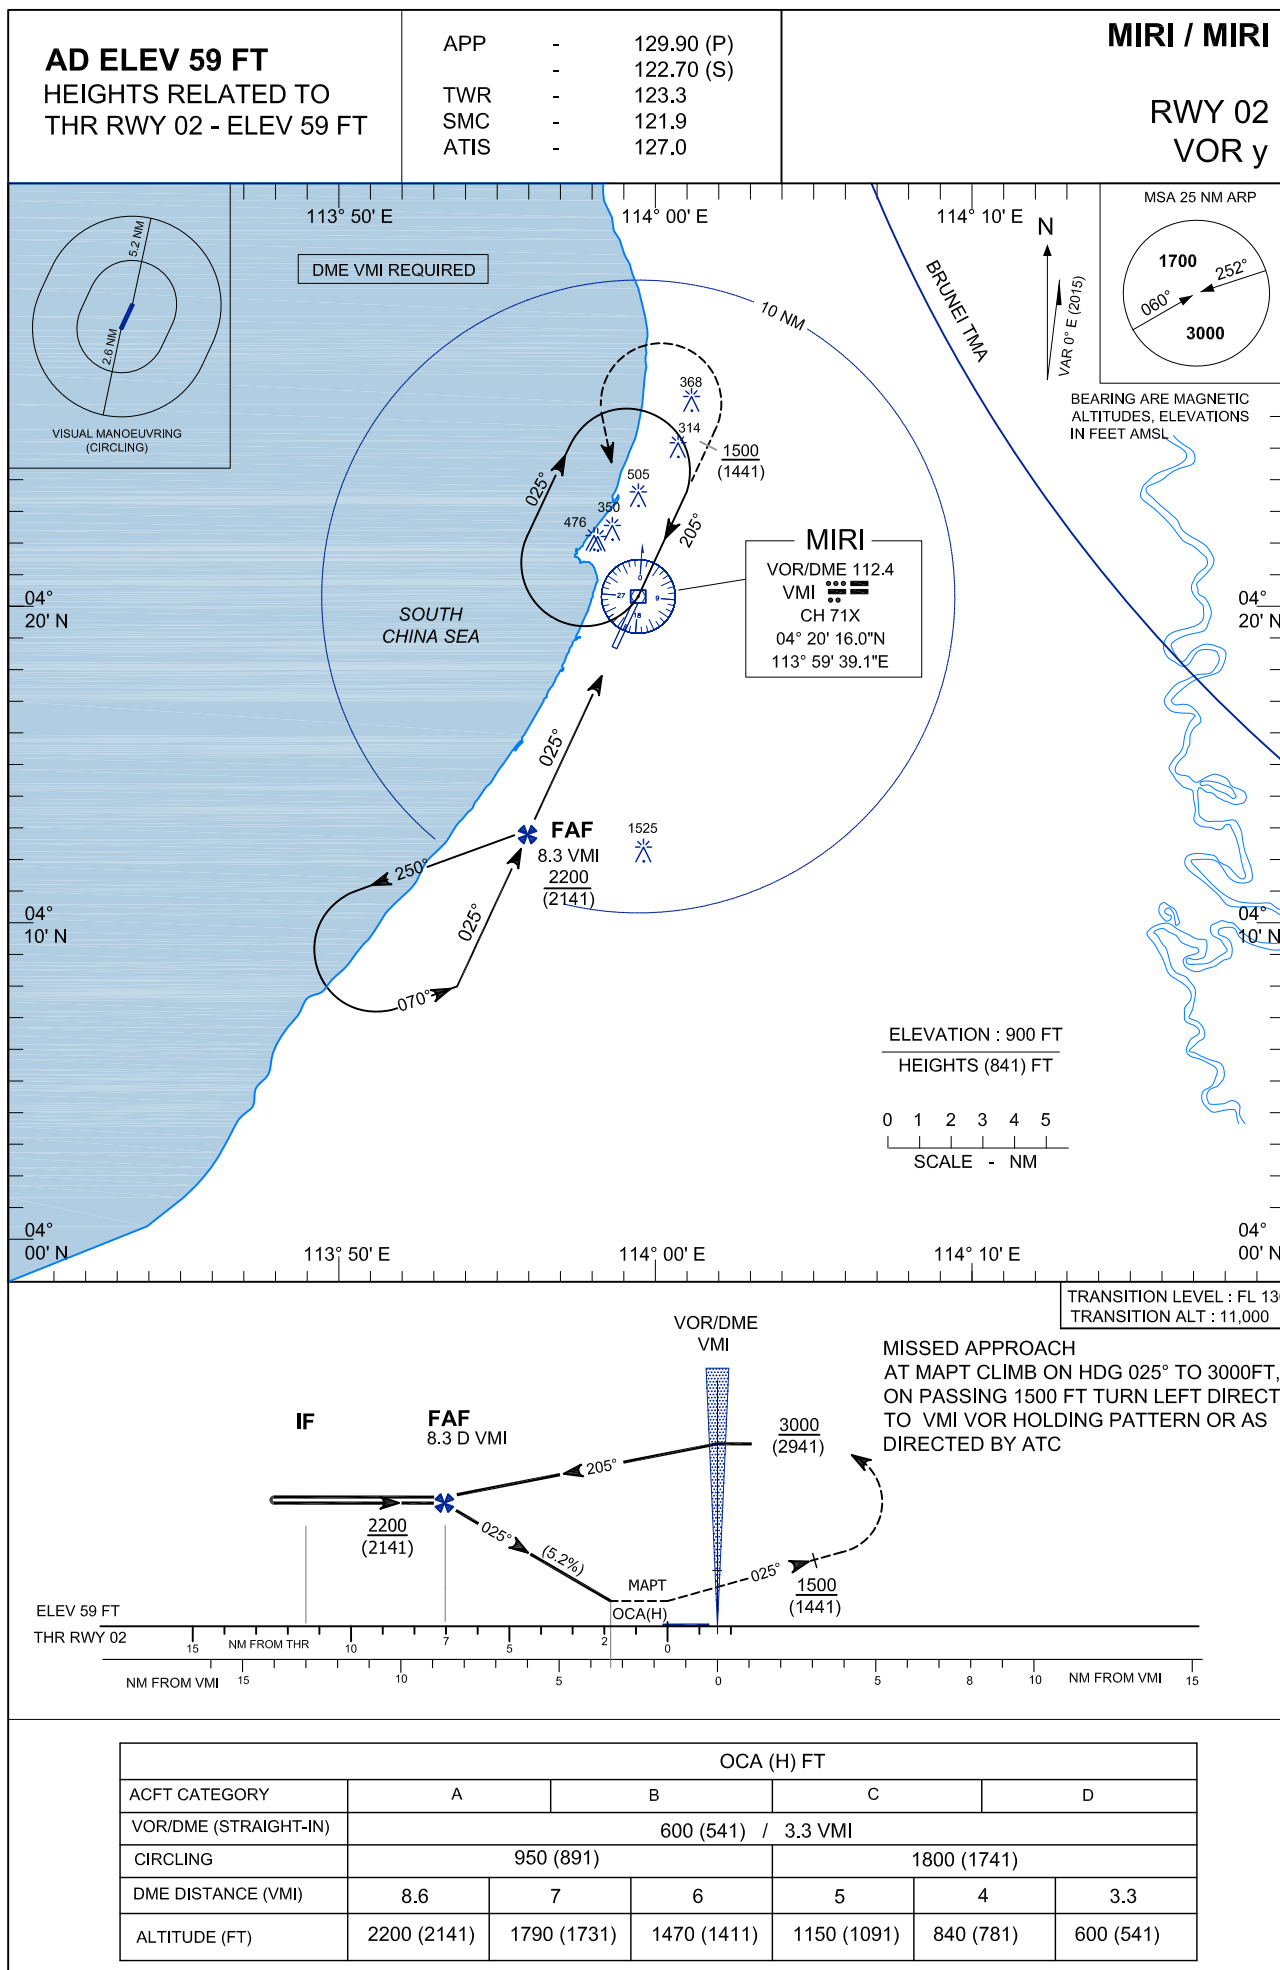 AD ELEV 59 FT
HEIGHTS RELATED TO
THR RWY 02 - ELEV 59 FT
APP - 129.90 (P)
- 122.70 (S)
TWR - 123.3
SMC - 121.9
ATIS - 127.0
MIRI / MIRI
RWY 02
VOR y
113° 50' E
114° 00' E
114° 10' E
5.2 NM
2.6 NM
VISUAL MANOEUVRING
(CIRCLING)
DME VMI REQUIRED
10 NM
BRUNEI TMA
N
VAR 0° E (2015)
MSA 25 NM ARP
1700
252°
060°
3000
BEARING ARE MAGNETIC
ALTITUDES, ELEVATIONS
IN FEET AMSL
368
314
1500
(1441)
505
350
476
025°
205°
MIRI
VOR/DME 112.4
VMI
CH 71X
04° 20' 16.0"N
113° 59' 39.1"E
0
27
9
18
04°
20' N
04°
20' N
SOUTH
CHINA SEA
025°
FAF
8.3 VMI
2200
(2141)
1525
250°
025°
070°
04°
10' N
04°
10' N
ELEVATION : 900 FT
HEIGHTS (841) FT
0 1 2 3 4 5
SCALE - NM
04°
00' N
04°
00' N
113° 50' E
114° 00' E
114° 10' E
TRANSITION LEVEL : FL 13
TRANSITION ALT : 11,000
VOR/DME
VMI
MISSED APPROACH
AT MAPT CLIMB ON HDG 025° TO 3000FT,
ON PASSING 1500 FT TURN LEFT DIRECT
TO VMI VOR HOLDING PATTERN OR AS
DIRECTED BY ATC
IF
FAF
8.3 D VMI
3000
(2941)
205°
2200
(2141)
025°
(5.2%)
MAPT
OCA(H)
025°
1500
(1441)
ELEV 59 FT
THR RWY 02
15 NM FROM THR 10 7 5 2 0
NM FROM VMI 15 10 5 0 5 8 10 NM FROM VMI 15
OCA (H) FT
ACFT CATEGORY A B C D
VOR/DME (STRAIGHT-IN) 600 (541) / 3.3 VMI
CIRCLING 950 (891) 1800 (1741)
DME DISTANCE (VMI) 8.6 7 6 5 4 3.3
ALTITUDE (FT) 2200 (2141) 1790 (1731) 1470 (1411) 1150 (1091) 840 (781) 600 (541)